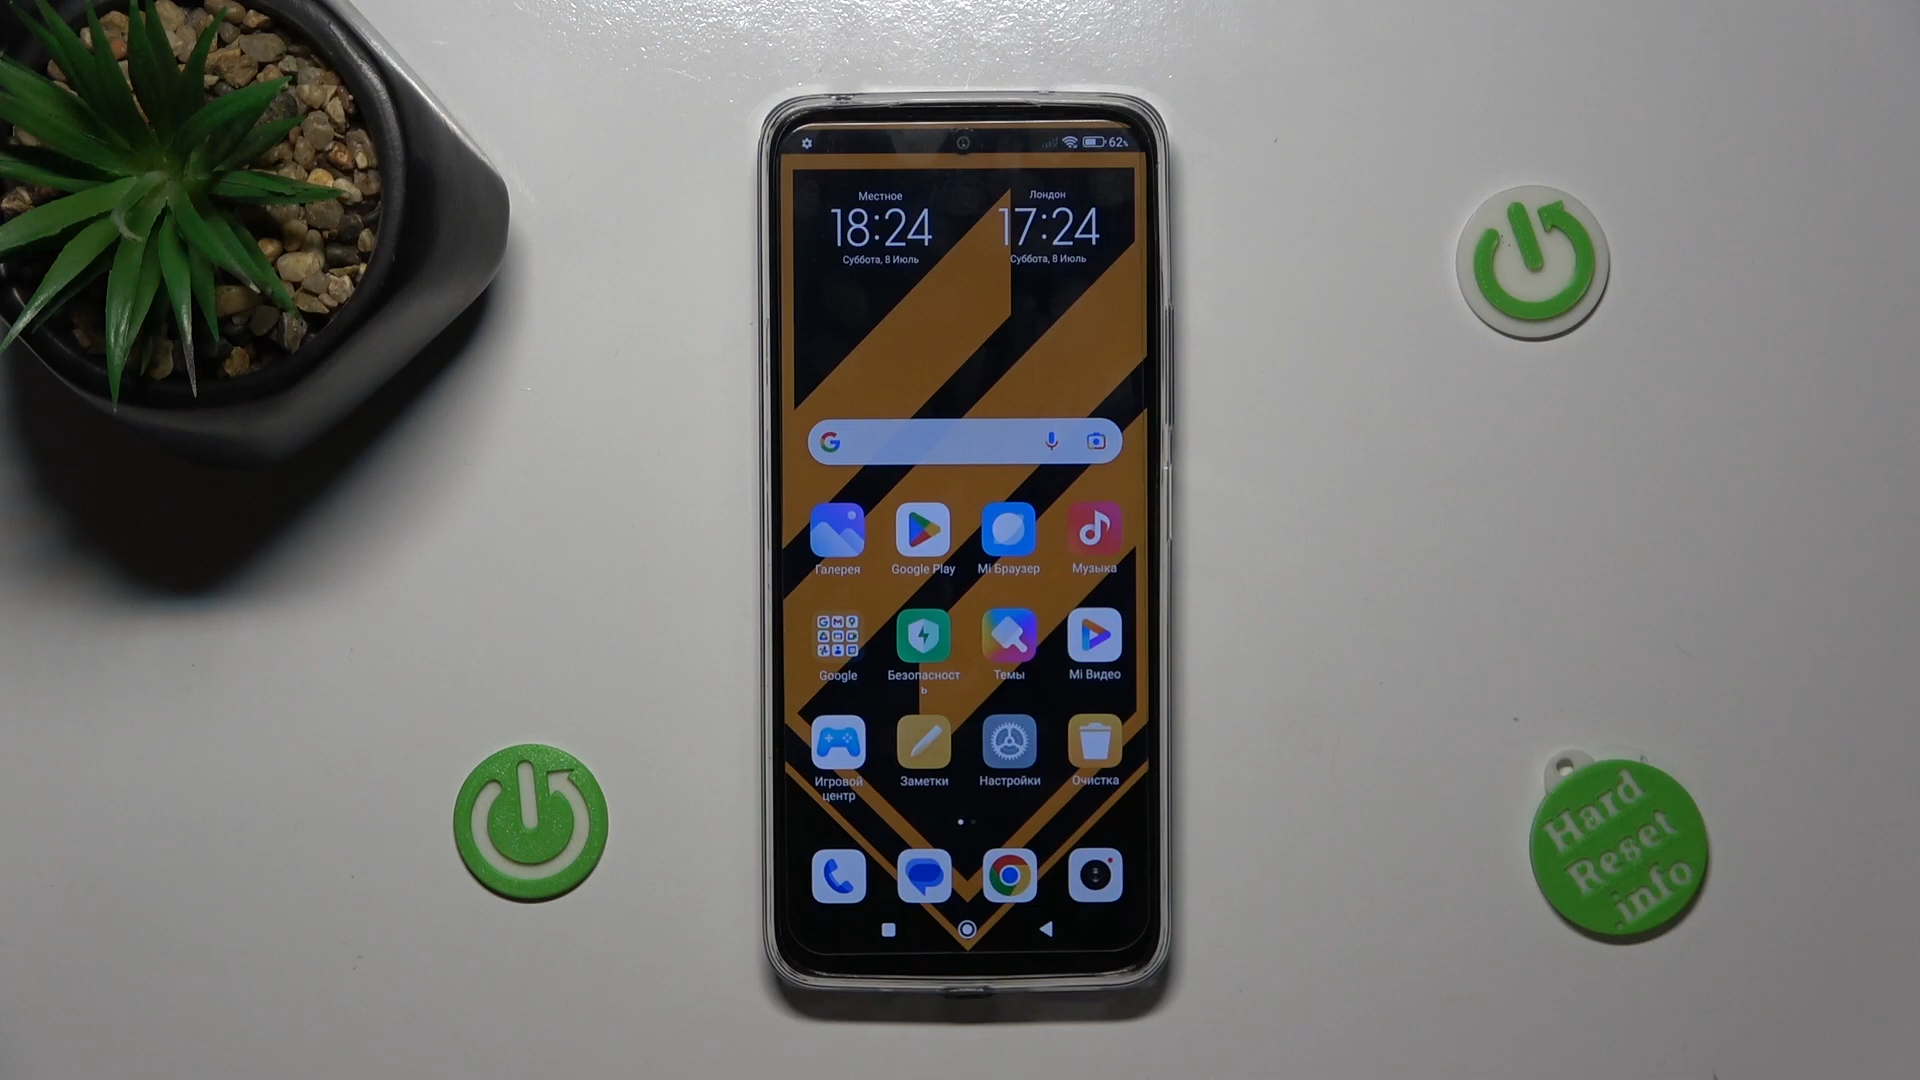 62%
Местное
18:24
Суббота, 8 Июль
Лондон
17:24
Суббота, 8 Июль
Галерея
Google Play
Mi Браузер
Музыка
Google
Безопасност
ь
Темы
Mi Видео
Игровой
центр
Заметки
Настройки
Очистка
Hard
Reset
.info